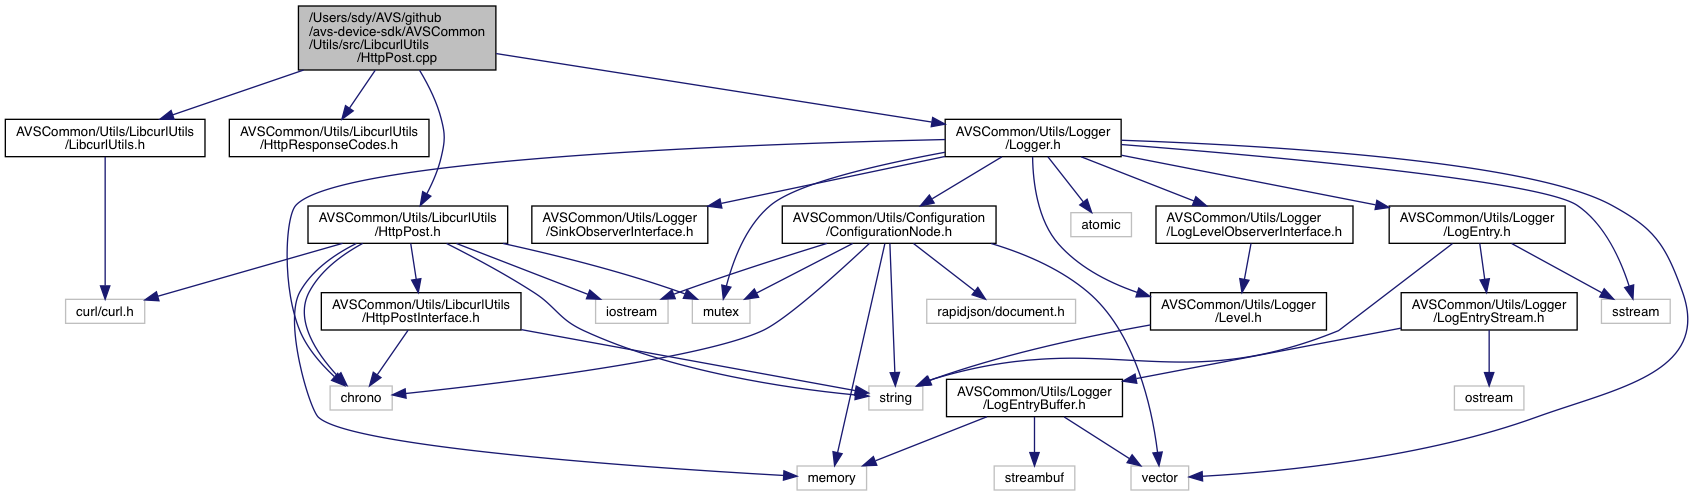 /Users/sdy/AVS/github
/avs-device-sdk/AVSCommon
/Utils/src/LibcurlUtils
/HttpPost.cpp
AVSCommon/Utils/LibcurlUtils
/LibcurlUtils.h
AVSCommon/Utils/LibcurlUtils
/HttpResponseCodes.h
AVSCommon/Utils/Logger
/Logger.h
AVSCommon/Utils/LibcurlUtils
/HttpPost.h
AVSCommon/Utils/Logger
/SinkObserverInterface.h
AVSCommon/Utils/Configuration
/ConfigurationNode.h
atomic
AVSCommon/Utils/Logger
/LogLevelObserverInterface.h
AVSCommon/Utils/Logger
/LogEntry.h
curl/curl.h
AVSCommon/Utils/LibcurlUtils
/HttpPostInterface.h
iostream
mutex
rapidjson/document.h
AVSCommon/Utils/Logger
/Level.h
AVSCommon/Utils/Logger
/LogEntryStream.h
sstream
chrono
string
AVSCommon/Utils/Logger
/LogEntryBuffer.h
ostream
memory
streambuf
vector